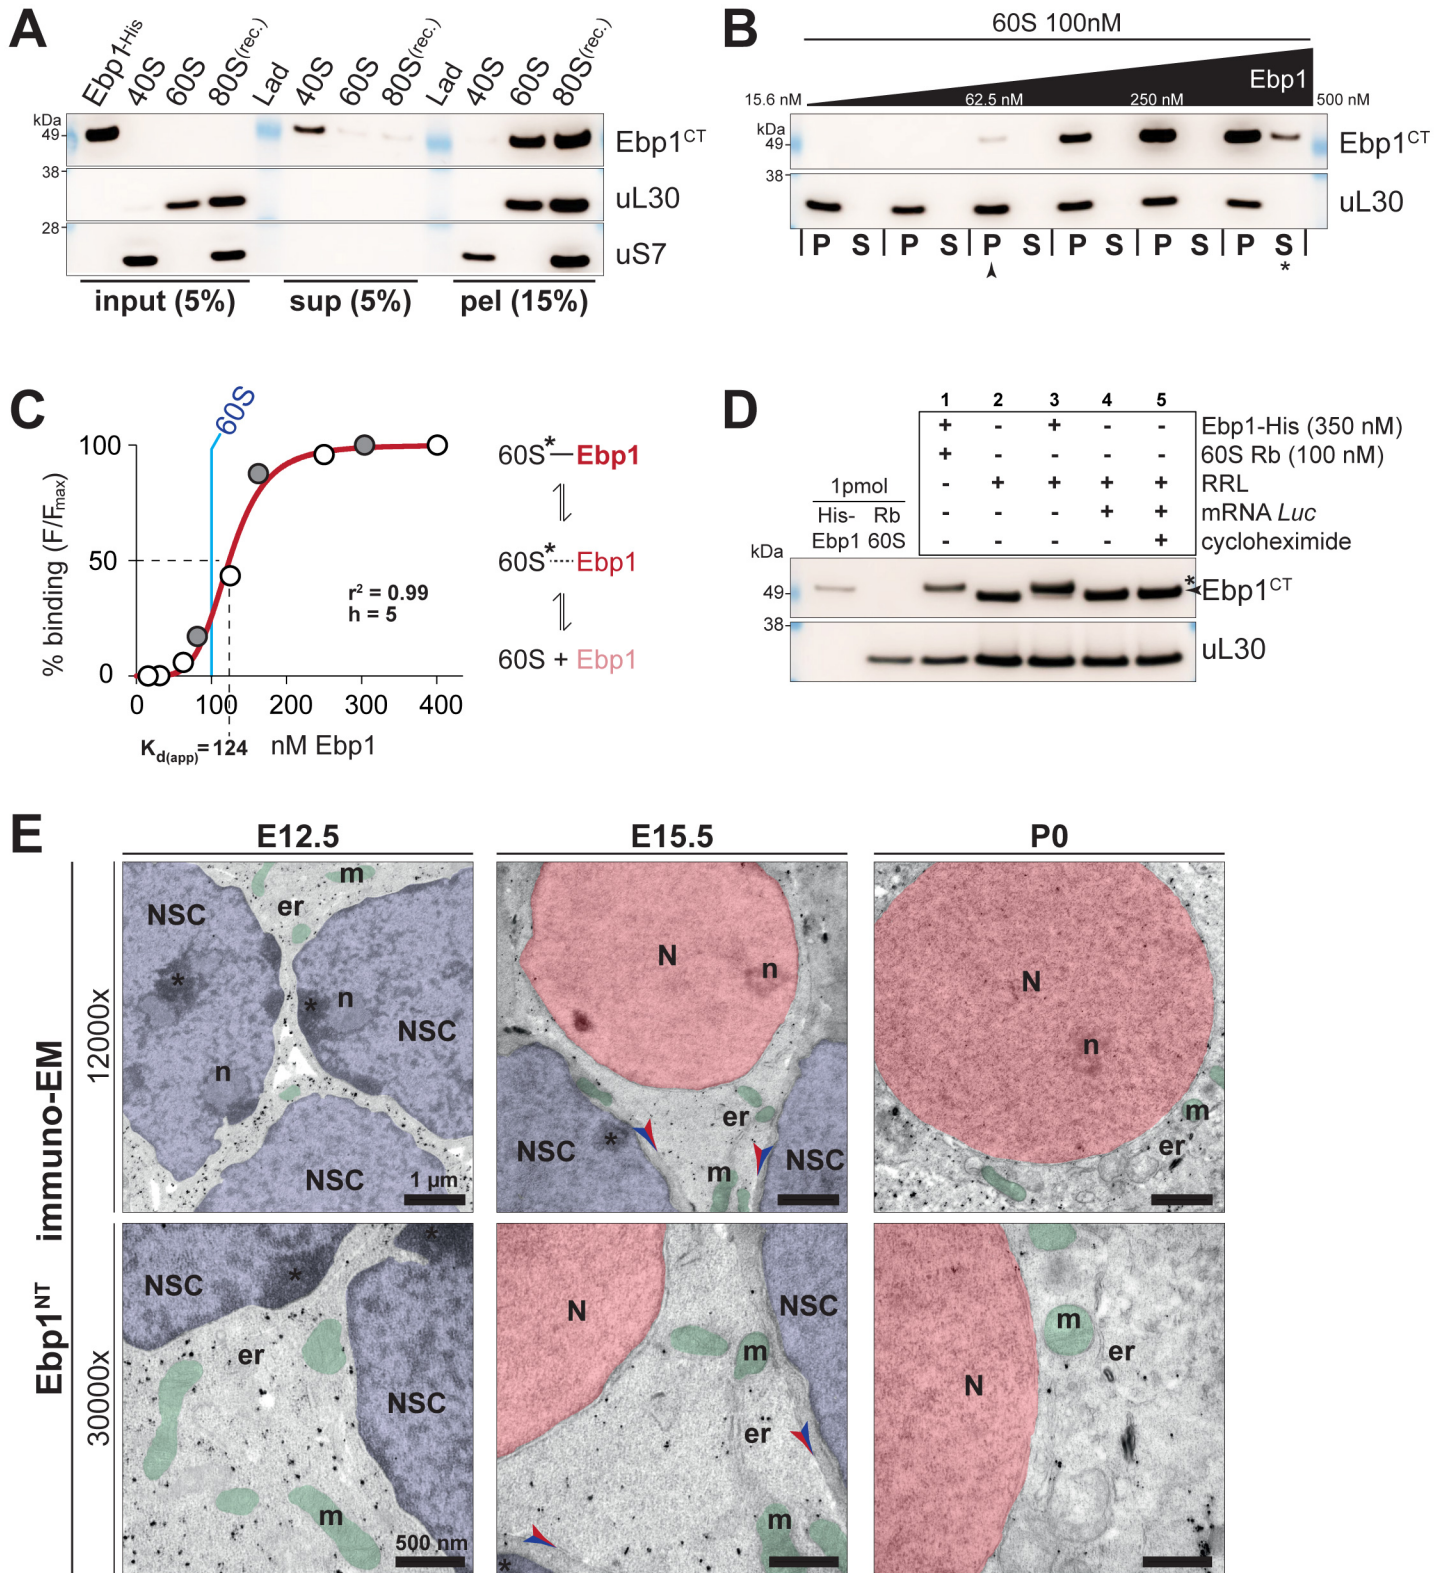 A
Ebp1-His
40S
60S
80S(rec.)
Lad
40S
60S
80S(rec.)
Lad
40S
60S
80S(rec.)
kDa
49
38
28
Ebp1CT
uL30
uS7
input (5%)
sup (5%)
pel (15%)
B
60S 100nM
Ebp1
15.6 nM
62.5 nM
250 nM
500 nM
kDa
49
38
Ebp1CT
uL30
P S P S P S P S P S P S
*
C
60S
% binding (F/Fmax)
100
50
0
0 100 200 300 400
r2 = 0.99
h = 5
Kd(app)= 124
nM Ebp1
60S*—Ebp1
60S*----Ebp1
60S + Ebp1
D
1 2 3 4 5
+ - + - - Ebp1-His (350 nM)
+ - - - - 60S Rb (100 nM)
- + + + + RRL
- - - + + mRNA Luc
- - - - + cycloheximide
1pmol
His- Rb
Ebp1 60S
kDa
49
38
*
Ebp1CT
uL30
E
E12.5
E15.5
P0
Ebp1NT immuno-EM
12000x
30000x
NSC
m
er
*
*
n
NSC
n
NSC
1 µm
N
n
er
*
NSC
m
NSC
N
n
m
er
*
*
NSC
er
NSC
m
500 nm
N
NSC
m
er
m
*
m
er
N